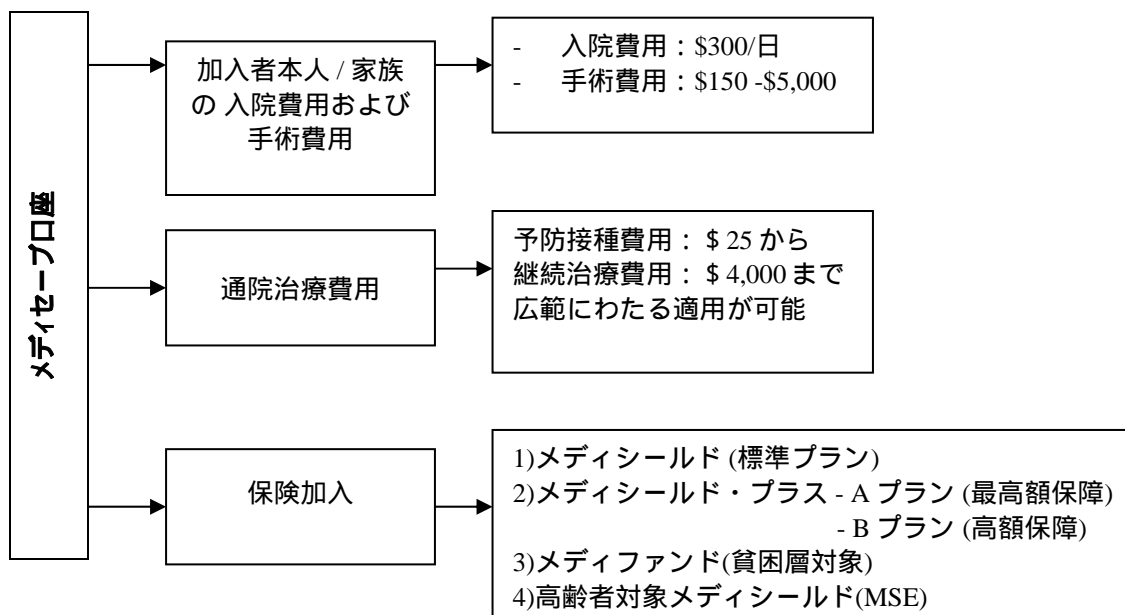 メディセーブ口座
加入者本人 / 家族
の 入院費用および
手術費用
- 入院費用：$300/日
- 手術費用：$150 -$5,000
通院治療費用
予防接種費用： ＄25 から
継続治療費用： ＄4,000 まで
広範にわたる適用が可能
保険加入
1)メディシールド (標準プラン)
2)メディシールド・プラス - A プラン (最高額保障)
- B プラン (高額保障)
3)メディファンド(貧困層対象)
4)高齢者対象メディシールド(MSE)